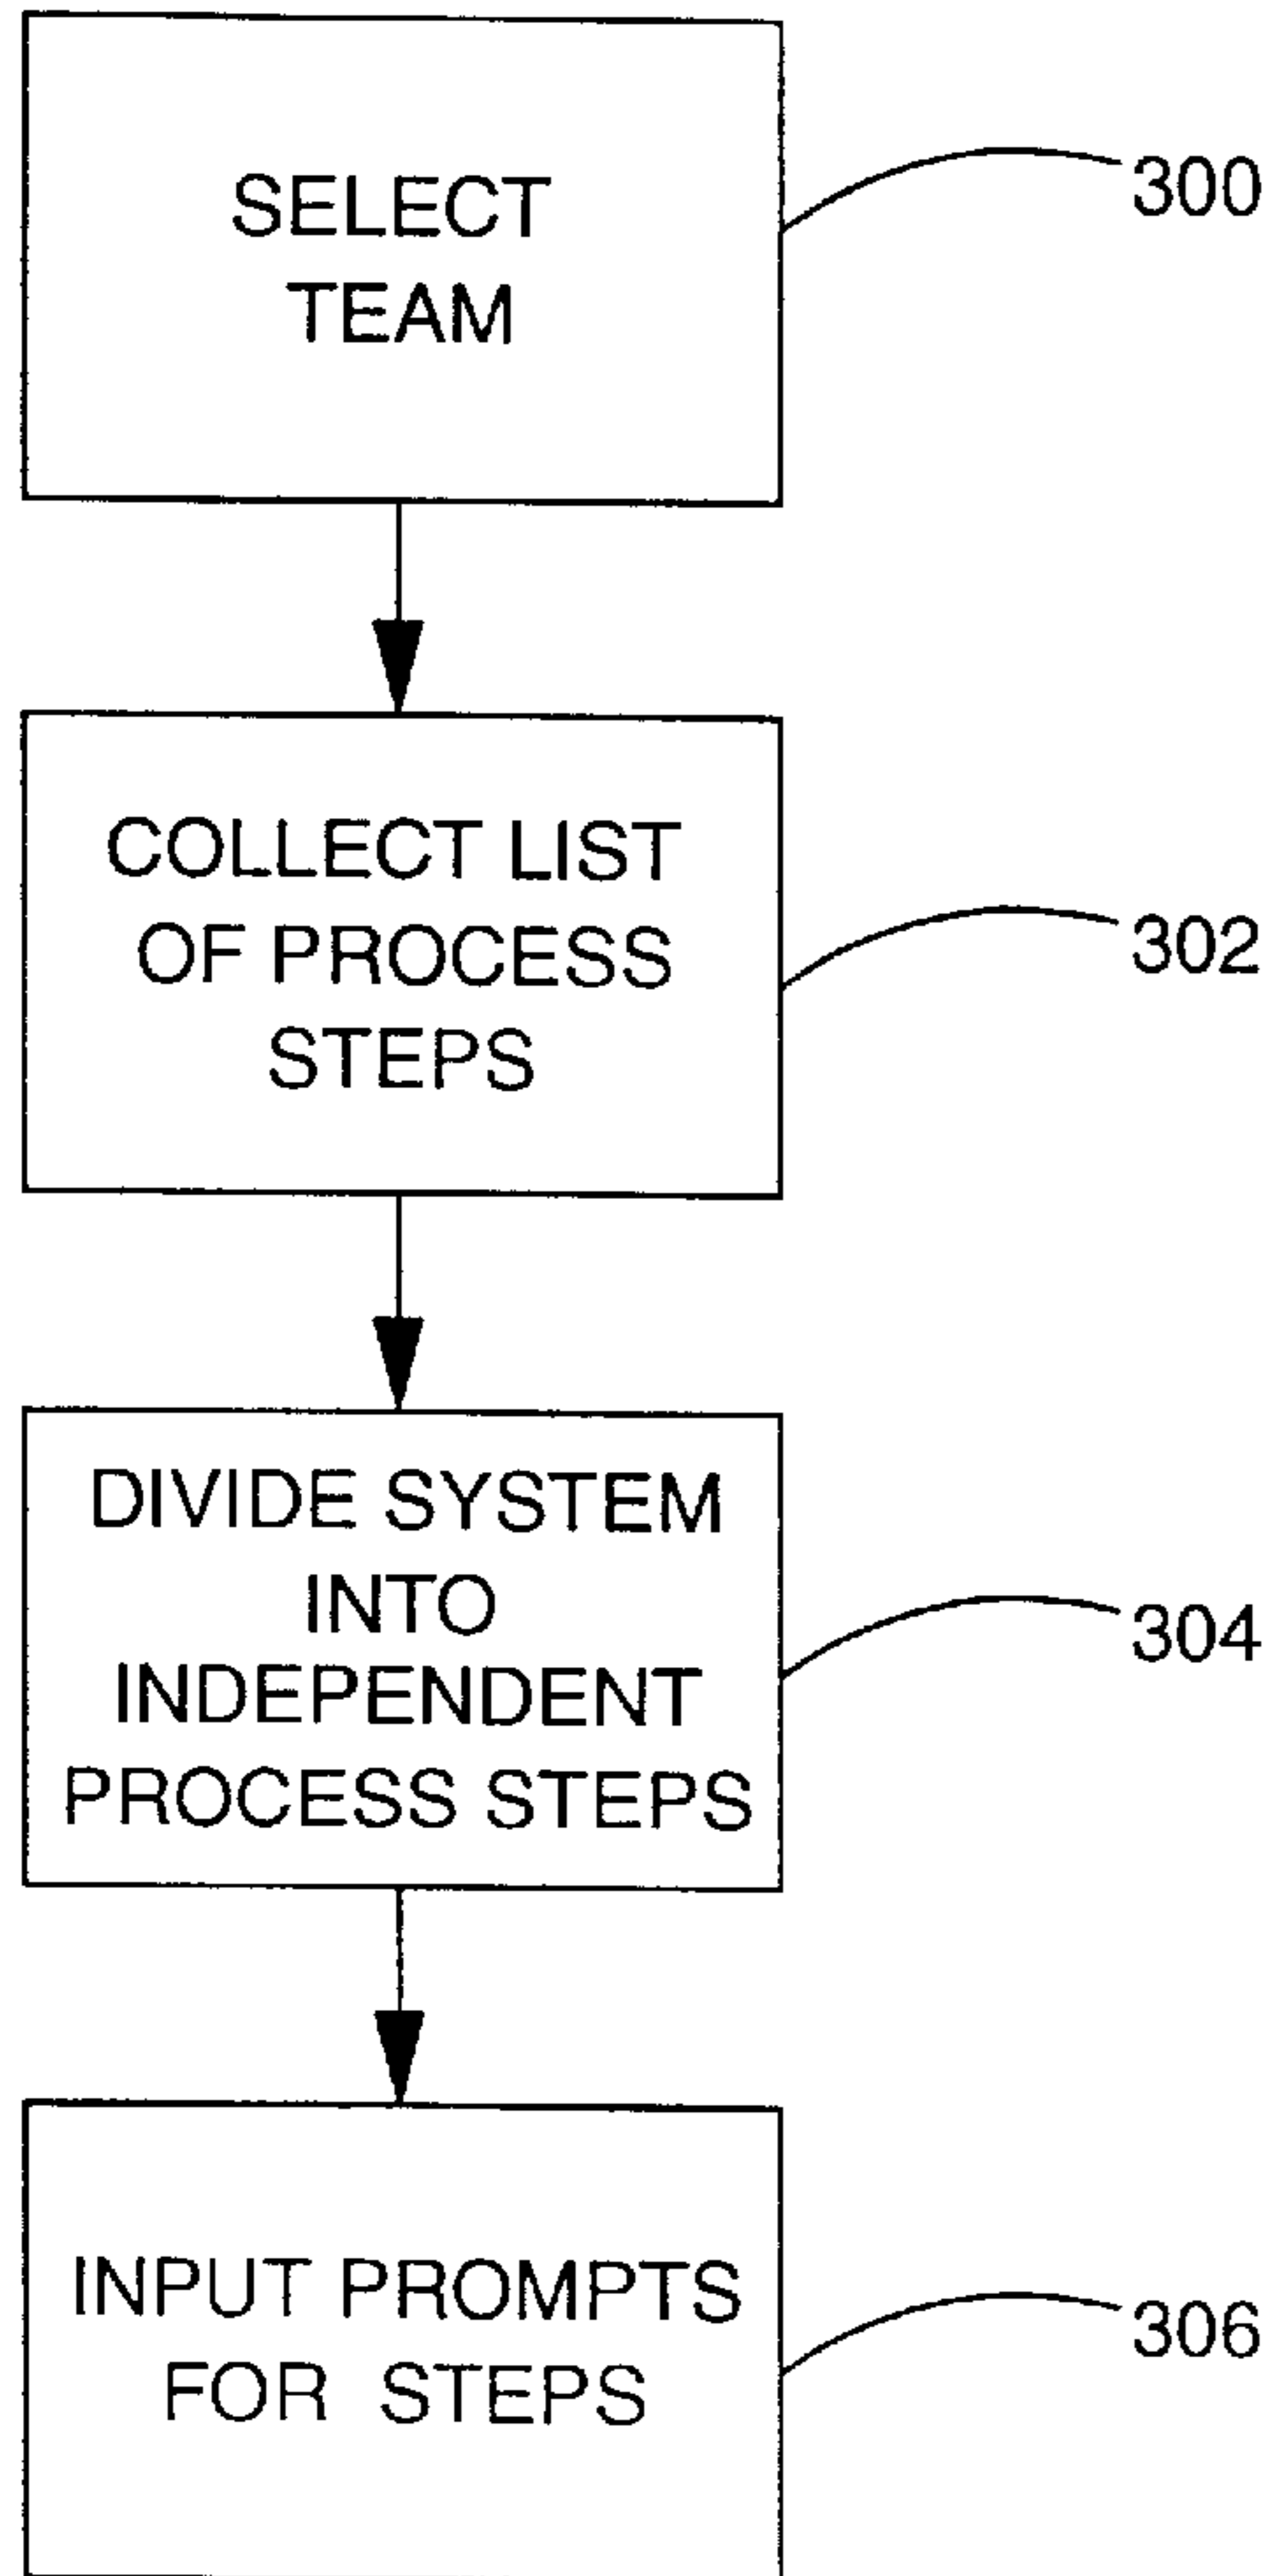 SELECT
TEAM
300
COLLECT LIST
OF PROCESS
STEPS
302
DIVIDE SYSTEM
INTO
INDEPENDENT
PROCESS STEPS
304
INPUT PROMPTS
FOR STEPS
306